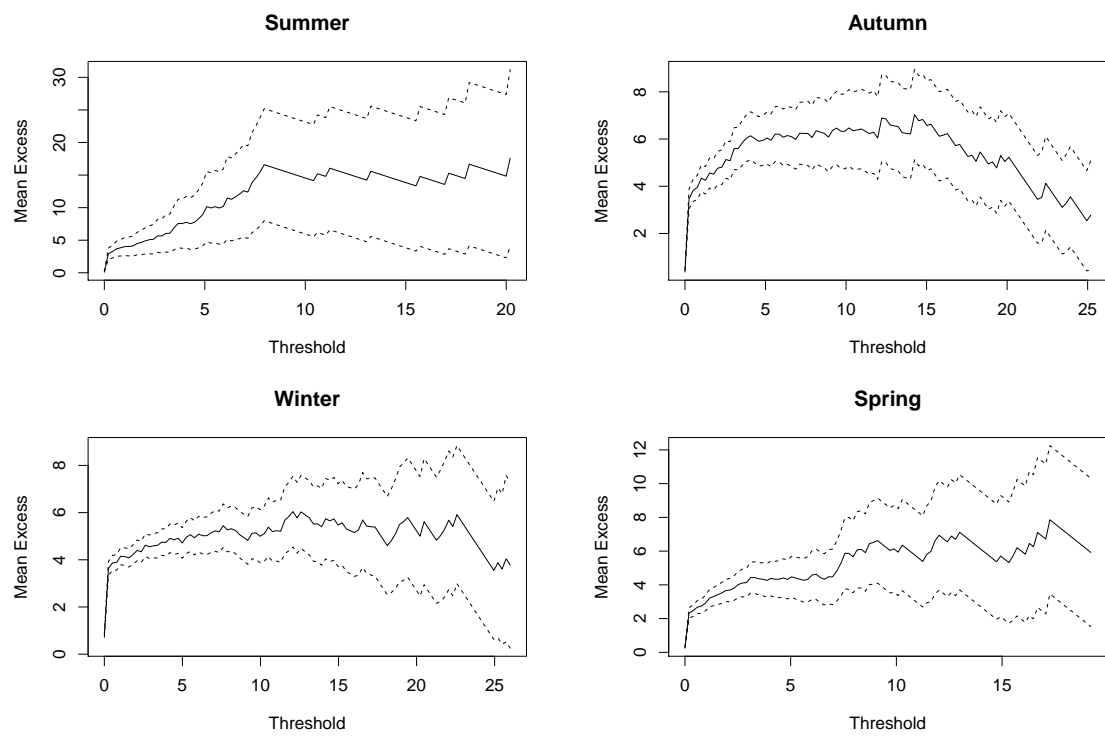 Summer
Mean Excess
0 5 10 20 30
0 5 10 15 20
Threshold
Autumn
Mean Excess
2 4 6 8
0 5 10 15 20 25
Threshold
Winter
Mean Excess
0 2 4 6 8
0 5 10 15 20 25
Threshold
Spring
Mean Excess
0 2 4 6 8 10 12
0 5 10 15
Threshold